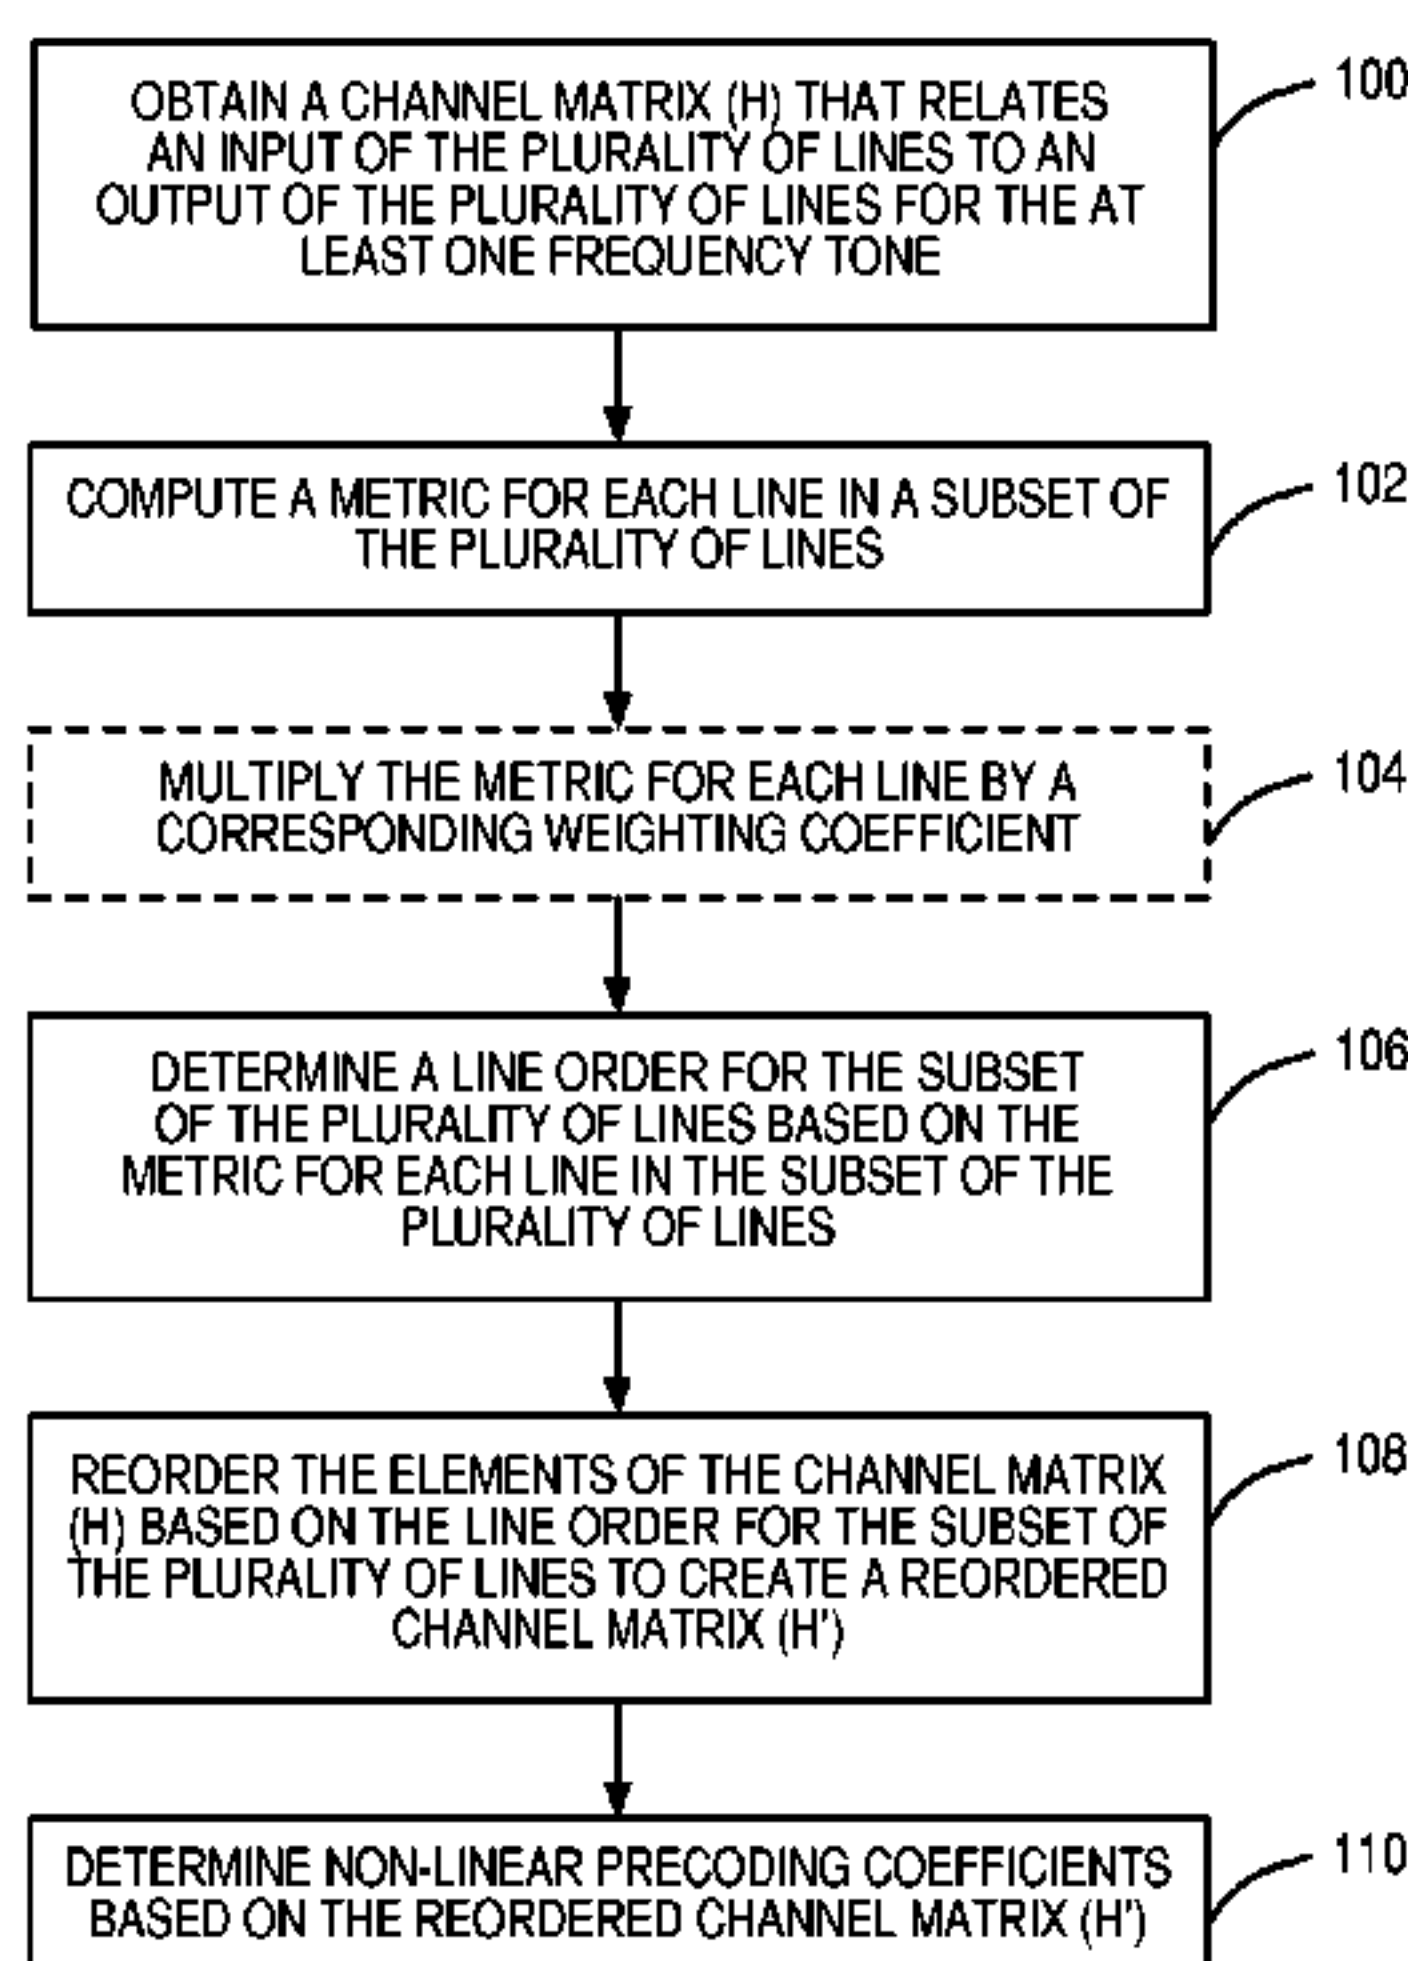 OBTAIN A CHANNEL MATRIX (H) THAT RELATES
AN INPUT OF THE PLURALITY OF LINES TO AN
OUTPUT OF THE PLURALITY OF LINES FOR THE AT
LEAST ONE FREQUENCY TONE
100
COMPUTE A METRIC FOR EACH LINE IN A SUBSET OF
THE PLURALITY OF LINES
102
MULTIPLY THE METRIC FOR EACH LINE BY A
CORRESPONDING WEIGHTING COEFFICIENT
104
DETERMINE A LINE ORDER FOR THE SUBSET
OF THE PLURALITY OF LINES BASED ON THE
METRIC FOR EACH LINE IN THE SUBSET OF THE
PLURALITY OF LINES
106
REORDER THE ELEMENTS OF THE CHANNEL MATRIX
(H) BASED ON THE LINE ORDER FOR THE SUBSET OF
THE PLURALITY OF LINES TO CREATE A REORDERED
CHANNEL MATRIX (H')
108
DETERMINE NON-LINEAR PRECODING COEFFICIENTS
BASED ON THE REORDERED CHANNEL MATRIX (H')
110